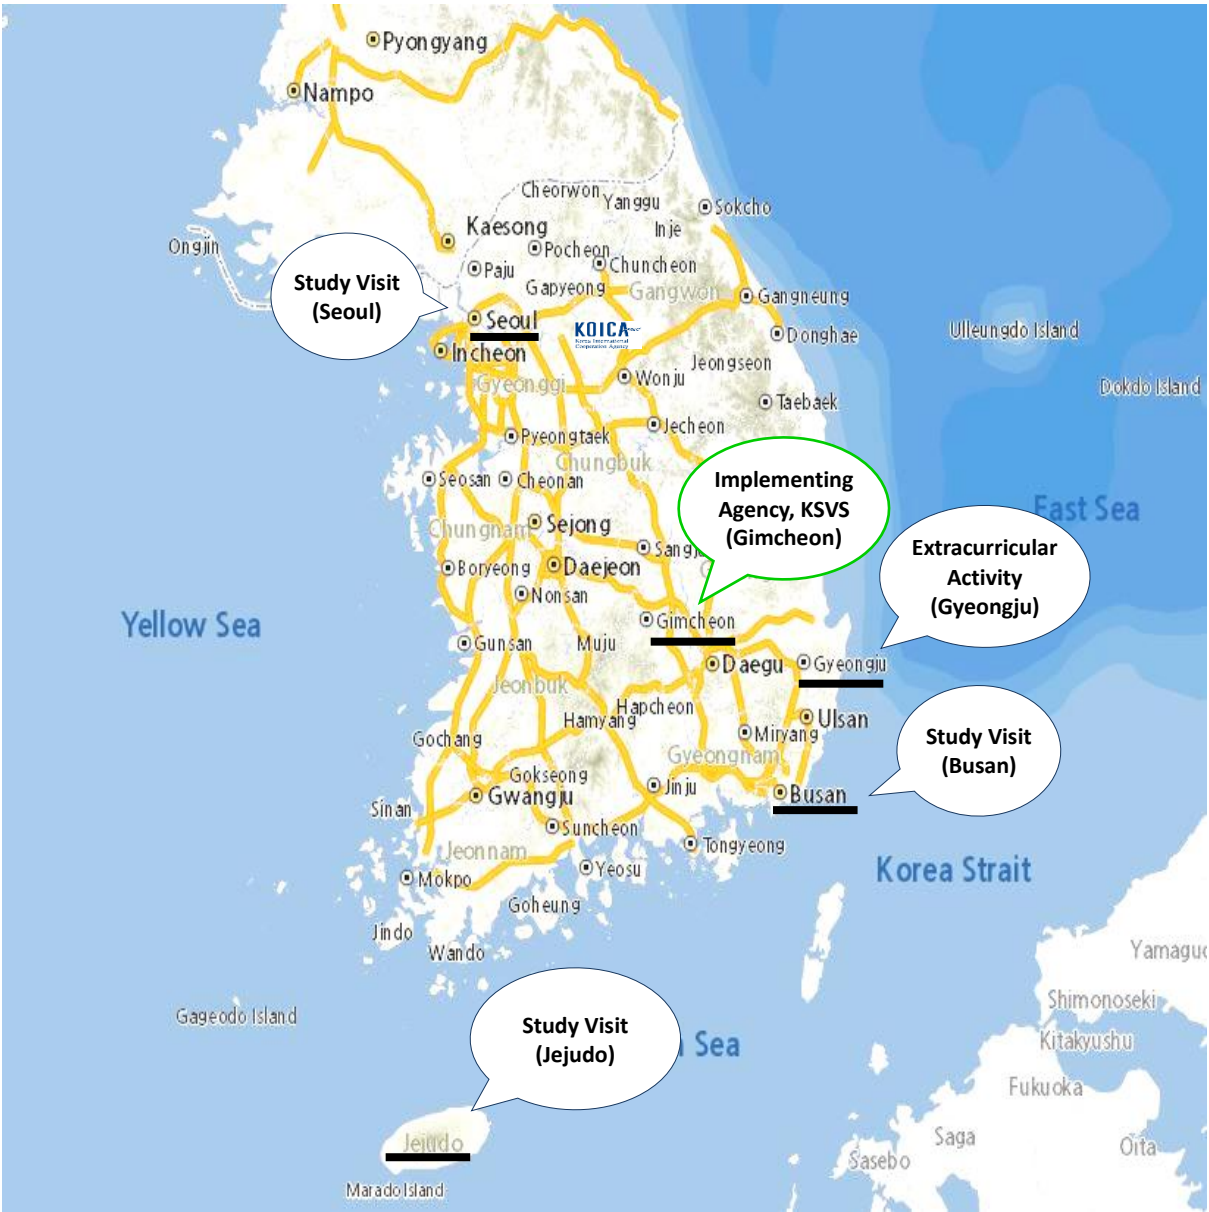 Pyongyang
Nampo
Cheorwon
Yanggu
Sokcho
Inje
Kaesong
Ongjin
Pocheon
Chuncheon
Paju
Study Visit
(Seoul)
Gapyeong
Gangwon
Gangneung
Seoul
KOICA
Korea International
Cooperation Agency
Donghae
Ulleungdo Island
Incheon
Jeongseon
Wonju
Gyeonggi
Dokdo Island
Taebaek
Jecheon
Pyeongtaek
Chungbuk
Seosan
Cheonan
Implementing
Agency, KSVS
(Gimcheon)
Chungnam
Sejong
East Sea
Sangju
Extracurricular
Activity
(Gyeongju)
Boryeong
Daejeon
Nonsan
Yellow Sea
Gimcheon
Gunsan
Muju
Daegu
Gyeongju
Jeonbuk
Hapcheon
Hamyang
Ulsan
Miryang
Gochang
Gyeongnam
Study Visit
(Busan)
Gokseong
Jinju
Gwangju
Busan
Sinan
Suncheon
Tongyeong
Jeonnam
Yeosu
Korea Strait
Mokpo
Goheung
Jindo
Wando
Yamagu
Shimonoseki
Gageodo Island
Study Visit
(Jejudo)
Sea
Kitakyushu
Fukuoka
Jejudo
Saga
Oita
Sasebo
Marado Island